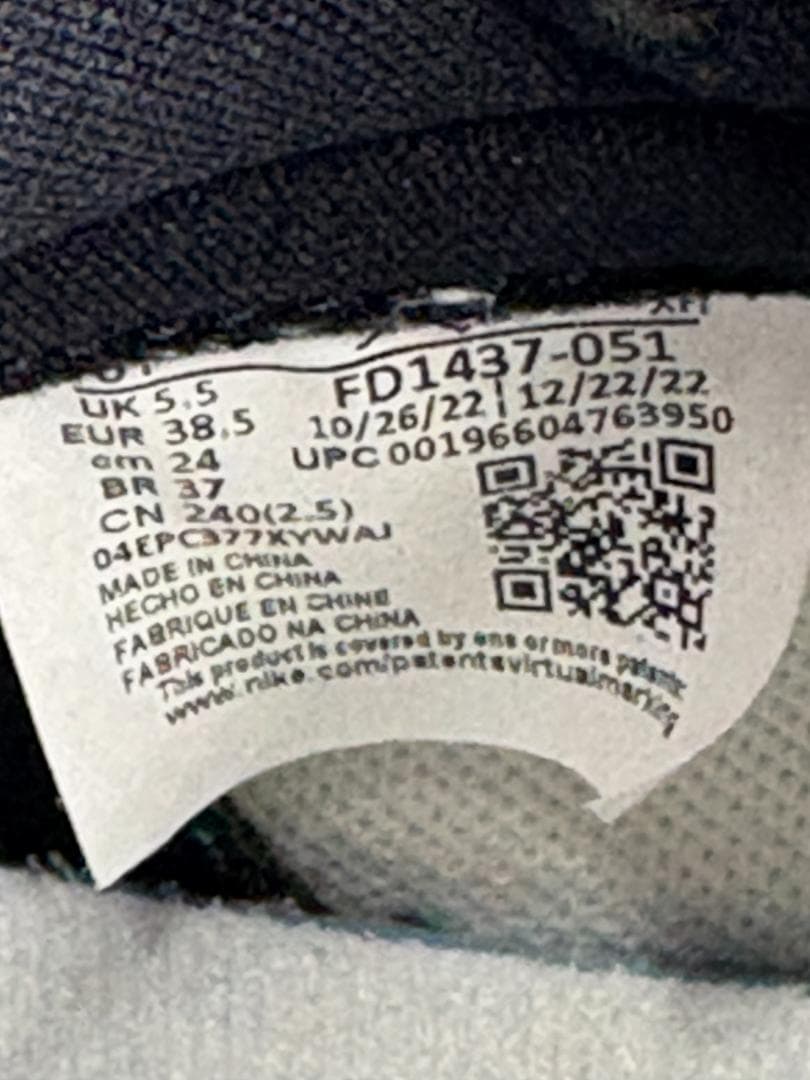 UK 5.5
EUR 38.5
cm 24
BR 37
CN 240(2.5)
FD1437-051
10/26/22 | 12/22/22
UPC 00196604763950
04EPC377XYWAJ
MADE IN CHINA
HECHO EN CHINA
FABRIQUE EN CHINE
FABRICADO NA CHINA
This product is covered by one or more patents:
www.nike.com/patentsvirtualmarking